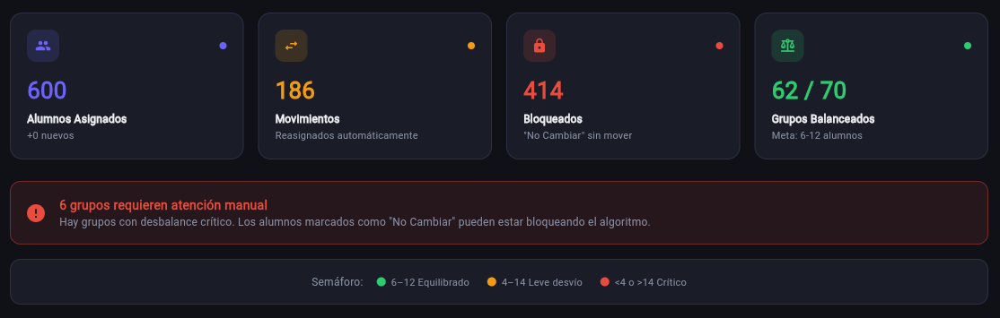 600
Alumnos Asignados
+0 nuevos
186
Movimientos
Reasignados automáticamente
414
Bloqueados
"No Cambiar" sin mover
62 / 70
Grupos Balanceados
Meta: 6-12 alumnos
6 grupos requieren atención manual
Hay grupos con desbalance crítico. Los alumnos marcados como "No Cambiar" pueden estar bloqueando el algoritmo.
Semáforo: 6–12 Equilibrado 4–14 Leve desvío <4 o >14 Crítico